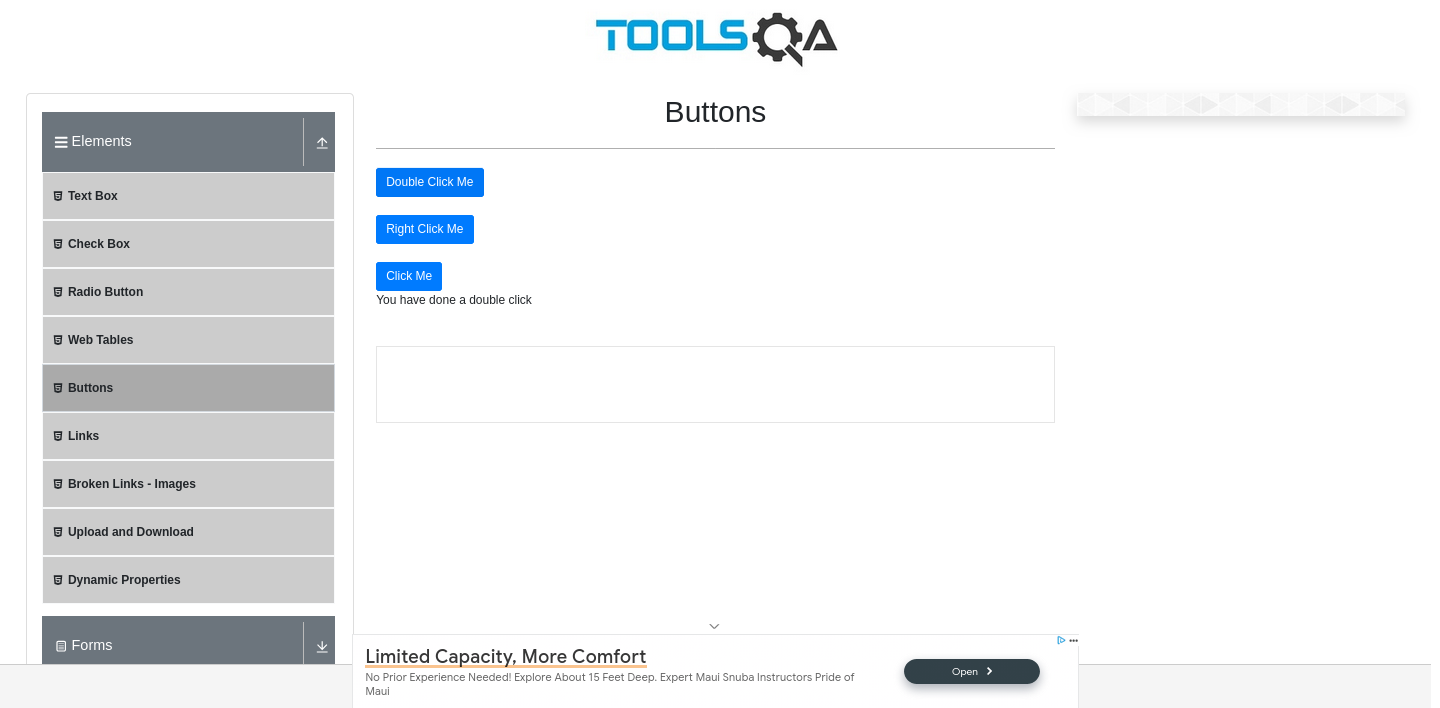 TOOLSQA
Elements
Text Box
Check Box
Radio Button
Web Tables
Buttons
Links
Broken Links - Images
Upload and Download
Dynamic Properties
Forms
Buttons
Double Click Me
Right Click Me
Click Me
You have done a double click
Limited Capacity, More Comfort
No Prior Experience Needed! Explore About 15 Feet Deep. Expert Maui Snuba Instructors Pride of
Maui
Open